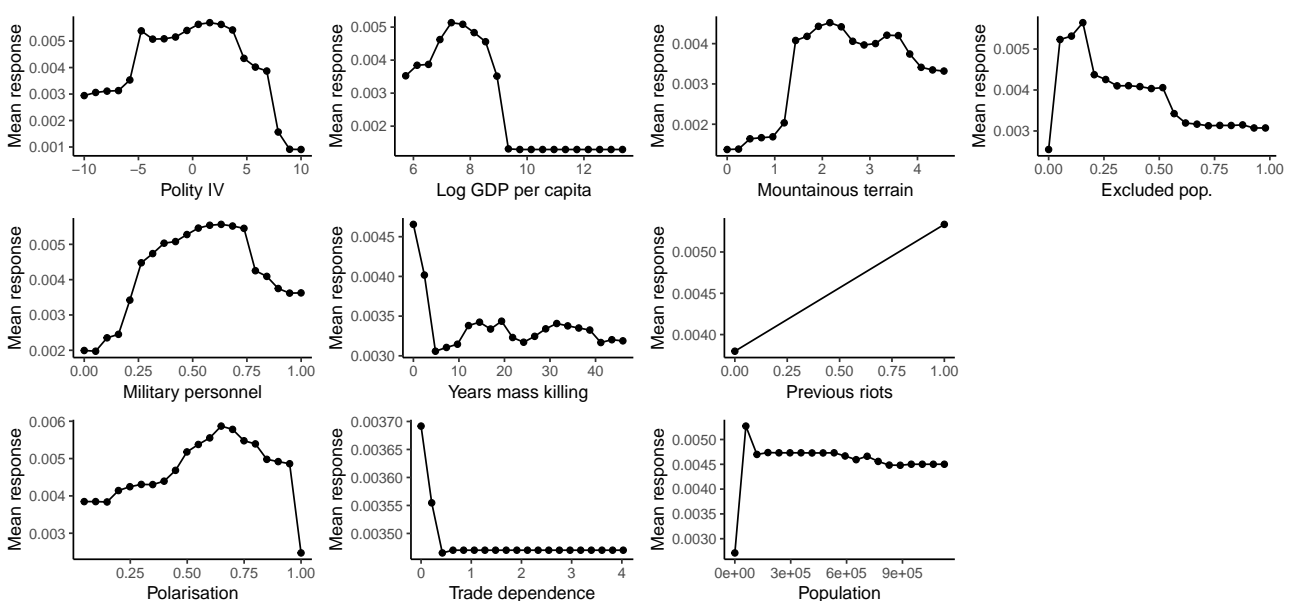 Mean response
0.005
0.004
0.003
0.002
0.001
−10 −5 0 5 10
Polity IV
Mean response
0.005
0.004
0.003
0.002
6 8 10 12
Log GDP per capita
Mean response
0.004
0.003
0.002
0 1 2 3 4
Mountainous terrain
Mean response
0.005
0.004
0.003
0.00 0.25 0.50 0.75 1.00
Excluded pop.
Mean response
0.005
0.004
0.003
0.002
0.00 0.25 0.50 0.75 1.00
Military personnel
Mean response
0.0045
0.0040
0.0035
0.0030
0 10 20 30 40
Years mass killing
Mean response
0.0050
0.0045
0.0040
0.00 0.25 0.50 0.75 1.00
Previous riots
Mean response
0.006
0.005
0.004
0.003
0.25 0.50 0.75 1.00
Polarisation
Mean response
0.00370
0.00365
0.00360
0.00355
0.00350
0 1 2 3 4
Trade dependence
Mean response
0.0050
0.0045
0.0040
0.0035
0.0030
0e+00 3e+05 6e+05 9e+05
Population